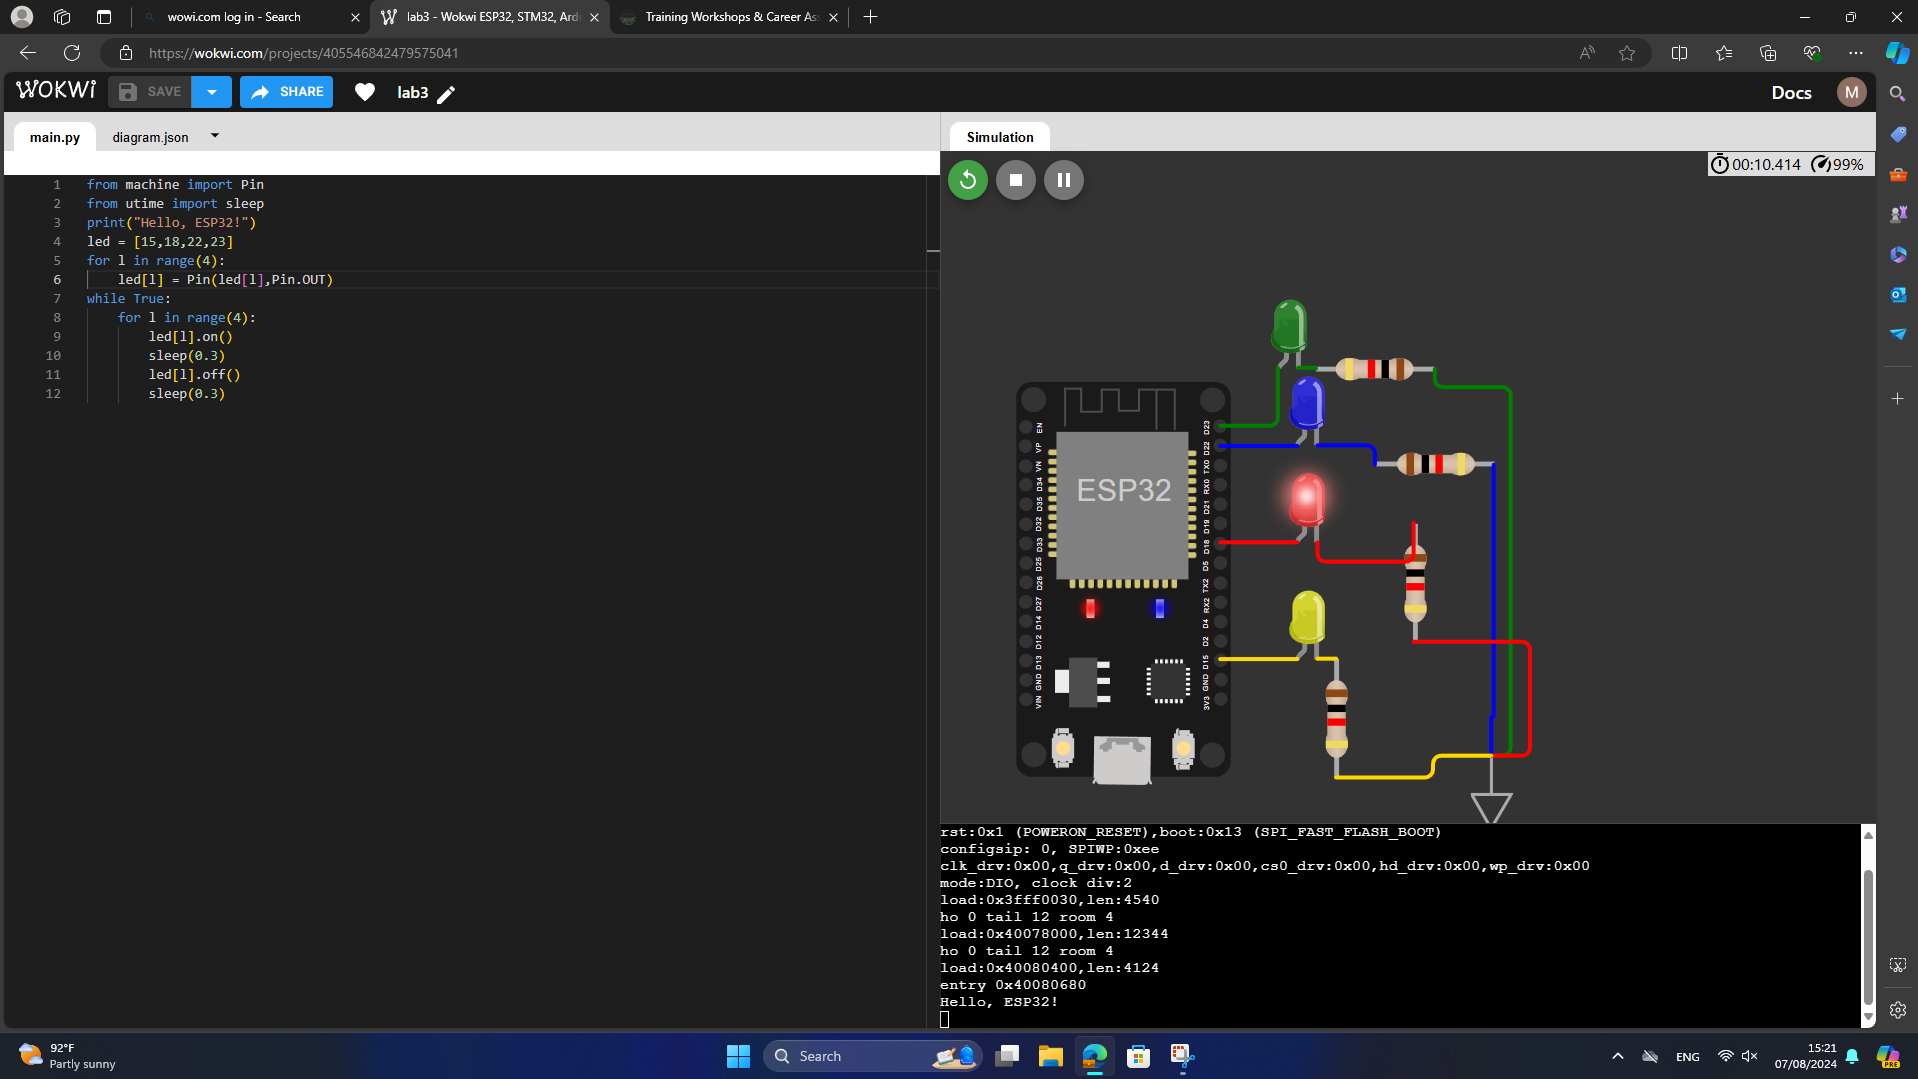 wowi.com log in - Search
lab3 - Wokwi ESP32, STM32, Ard
Training Workshops & Career As
https://wokwi.com/projects/405546842479575041
WOKWi
SAVE
SHARE
lab3
Docs
M
main.py
diagram.json
1 from machine import Pin
2 from utime import sleep
3 print("Hello, ESP32!")
4 led = [15,18,22,23]
5 for l in range(4):
6 led[l] = Pin(led[l],Pin.OUT)
7 while True:
8 for l in range(4):
9 led[l].on()
10 sleep(0.3)
11 led[l].off()
12 sleep(0.3)
Simulation
00:10.414 99%
ESP32
EN
VP
VN
D34
D35
D32
D33
D25
D26
D27
D14
D12
D13
GND
VIN
D23
D22
TX0
RX0
D21
D19
D18
D5
TX2
RX2
D4
D2
D15
GND
3V3
rst:0x1 (POWERON_RESET),boot:0x13 (SPI_FAST_FLASH_BOOT)
configsip: 0, SPIWP:0xee
clk_drv:0x00,q_drv:0x00,d_drv:0x00,cs0_drv:0x00,hd_drv:0x00,wp_drv:0x00
mode:DIO, clock div:2
load:0x3fff0030,len:4540
ho 0 tail 12 room 4
load:0x40078000,len:12344
ho 0 tail 12 room 4
load:0x40080400,len:4124
entry 0x40080680
Hello, ESP32!
92°F
Partly sunny
Search
ENG
15:21
07/08/2024
PRE